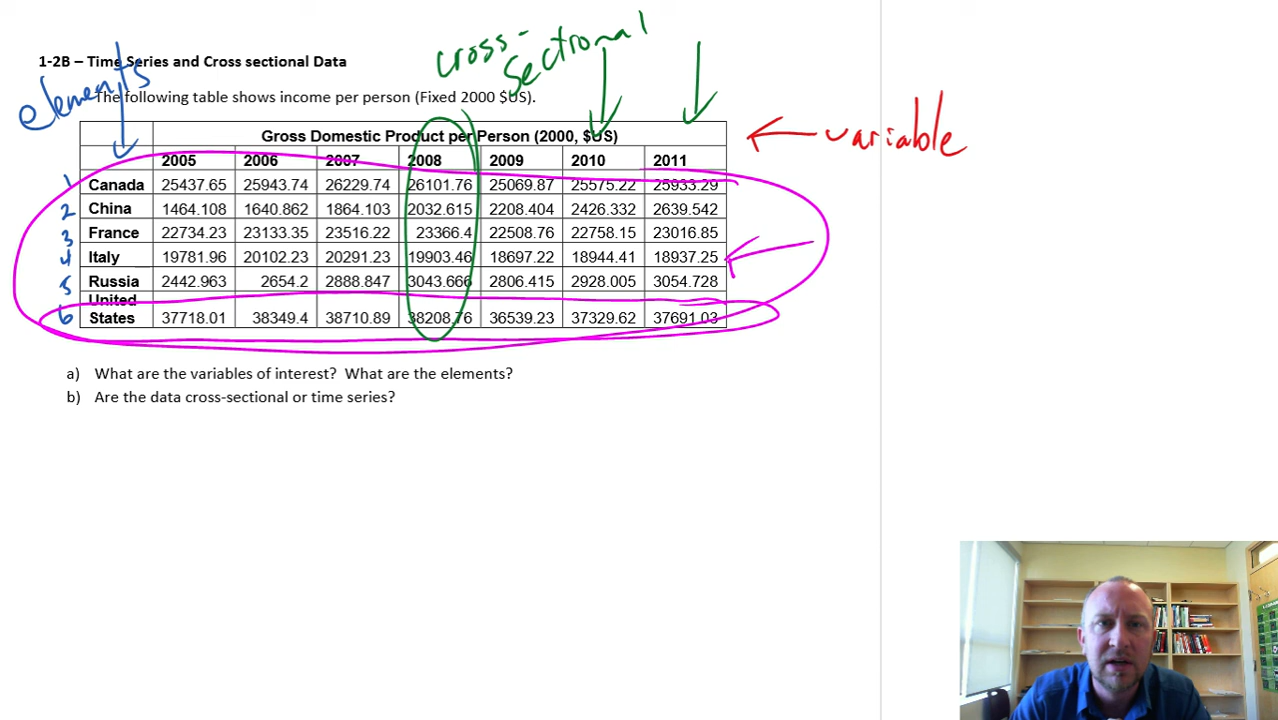 cross-
sectional
1-2B – Time Series and Cross sectional Data
elements
The following table shows income per person (Fixed 2000 $US).
Gross Domestic Product per Person (2000, $US)
variable
2005 2006 2007 2008 2009 2010 2011
1 Canada 25437.65 25943.74 26229.74 26101.76 25069.87 25575.22 25933.29
2 China 1464.108 1640.862 1864.103 2032.615 2208.404 2426.332 2639.542
3 France 22734.23 23133.35 23516.22 23366.4 22508.76 22758.15 23016.85
4 Italy 19781.96 20102.23 20291.23 19903.46 18697.22 18944.41 18937.25
5 Russia 2442.963 2654.2 2888.847 3043.666 2806.415 2928.005 3054.728
United
6 States 37718.01 38349.4 38710.89 38208.76 36539.23 37329.62 37691.03
a) What are the variables of interest? What are the elements?
b) Are the data cross-sectional or time series?